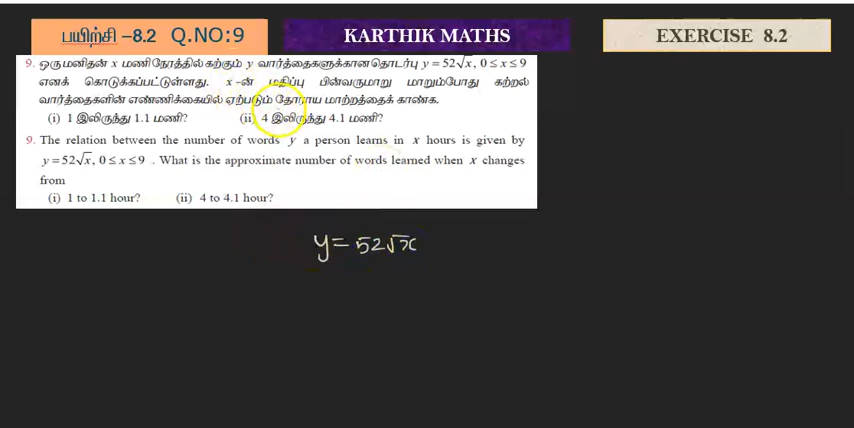 பயிற்சி –8.2 Q.NO:9
KARTHIK MATHS
EXERCISE 8.2
9. ஒரு மனிதன் x மணி நேரத்தில் கற்கும் y வார்த்தைகளுக்கான தொடர்பு y = 52√x, 0 ≤ x ≤ 9
எனக் கொடுக்கப்பட்டுள்ளது. x -ன் மதிப்பு பின்வருமாறு மாறும்போது கற்றல்
வார்த்தைகளின் எண்ணிக்கையில் ஏற்படும் தோராய மாற்றத்தைக் காண்க.
(i) 1 இலிருந்து 1.1 மணி? (ii) 4 இலிருந்து 4.1 மணி?
9. The relation between the number of words y a person learns in x hours is given by
y = 52√x, 0 ≤ x ≤ 9 . What is the approximate number of words learned when x changes
from
(i) 1 to 1.1 hour? (ii) 4 to 4.1 hour?
y = 52√x